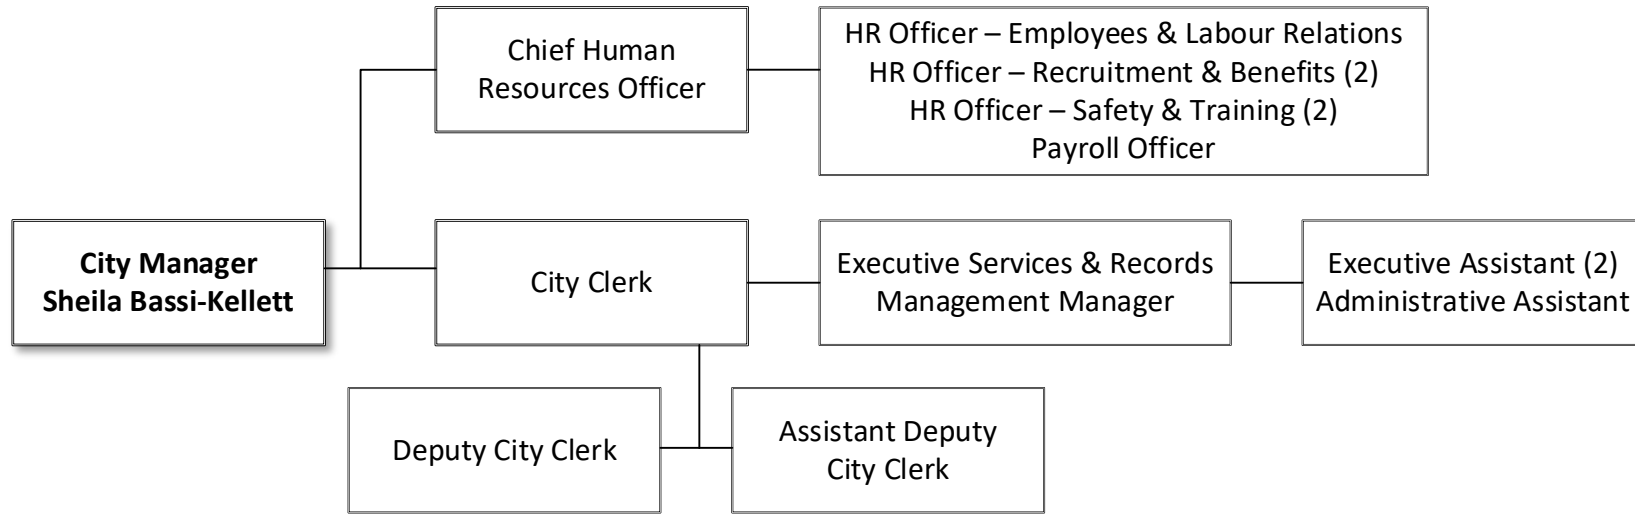 Chief Human
Resources Officer
HR Officer – Employees & Labour Relations
HR Officer – Recruitment & Benefits (2)
HR Officer – Safety & Training (2)
Payroll Officer
City Manager
Sheila Bassi-Kellett
City Clerk
Executive Services & Records
Management Manager
Executive Assistant (2)
Administrative Assistant
Deputy City Clerk
Assistant Deputy
City Clerk